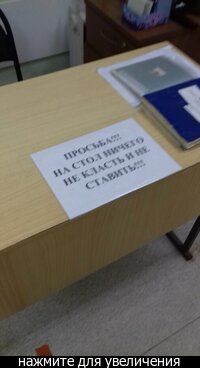 ПРОСЬБА!!!
НА СТОЛ НИЧЕГО
НЕ КЛАСТЬ И НЕ
СТАВИТЬ!!!
нажмите для увеличения